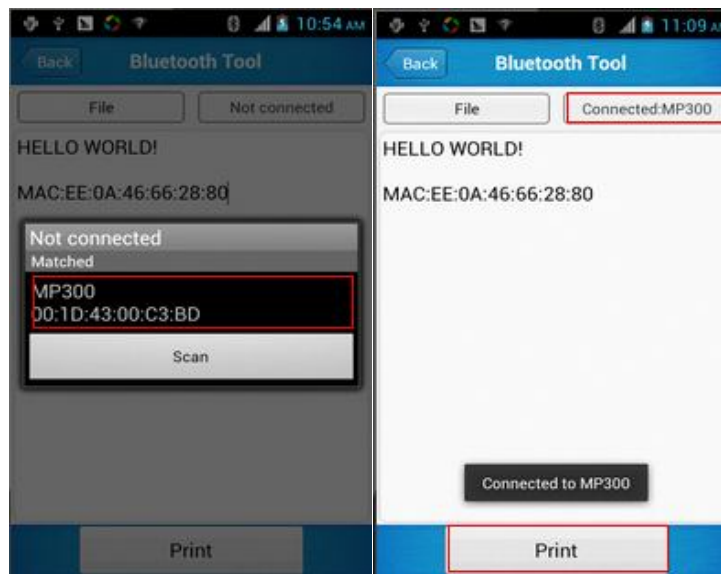 10:54 AM
Back
Bluetooth Tool
File
Not connected
HELLO WORLD!
MAC:EE:0A:46:66:28:80
Not connected
Matched
MP300
00:1D:43:00:C3:BD
Scan
Print
11:09 AM
Back
Bluetooth Tool
File
Connected:MP300
HELLO WORLD!
MAC:EE:0A:46:66:28:80
Connected to MP300
Print